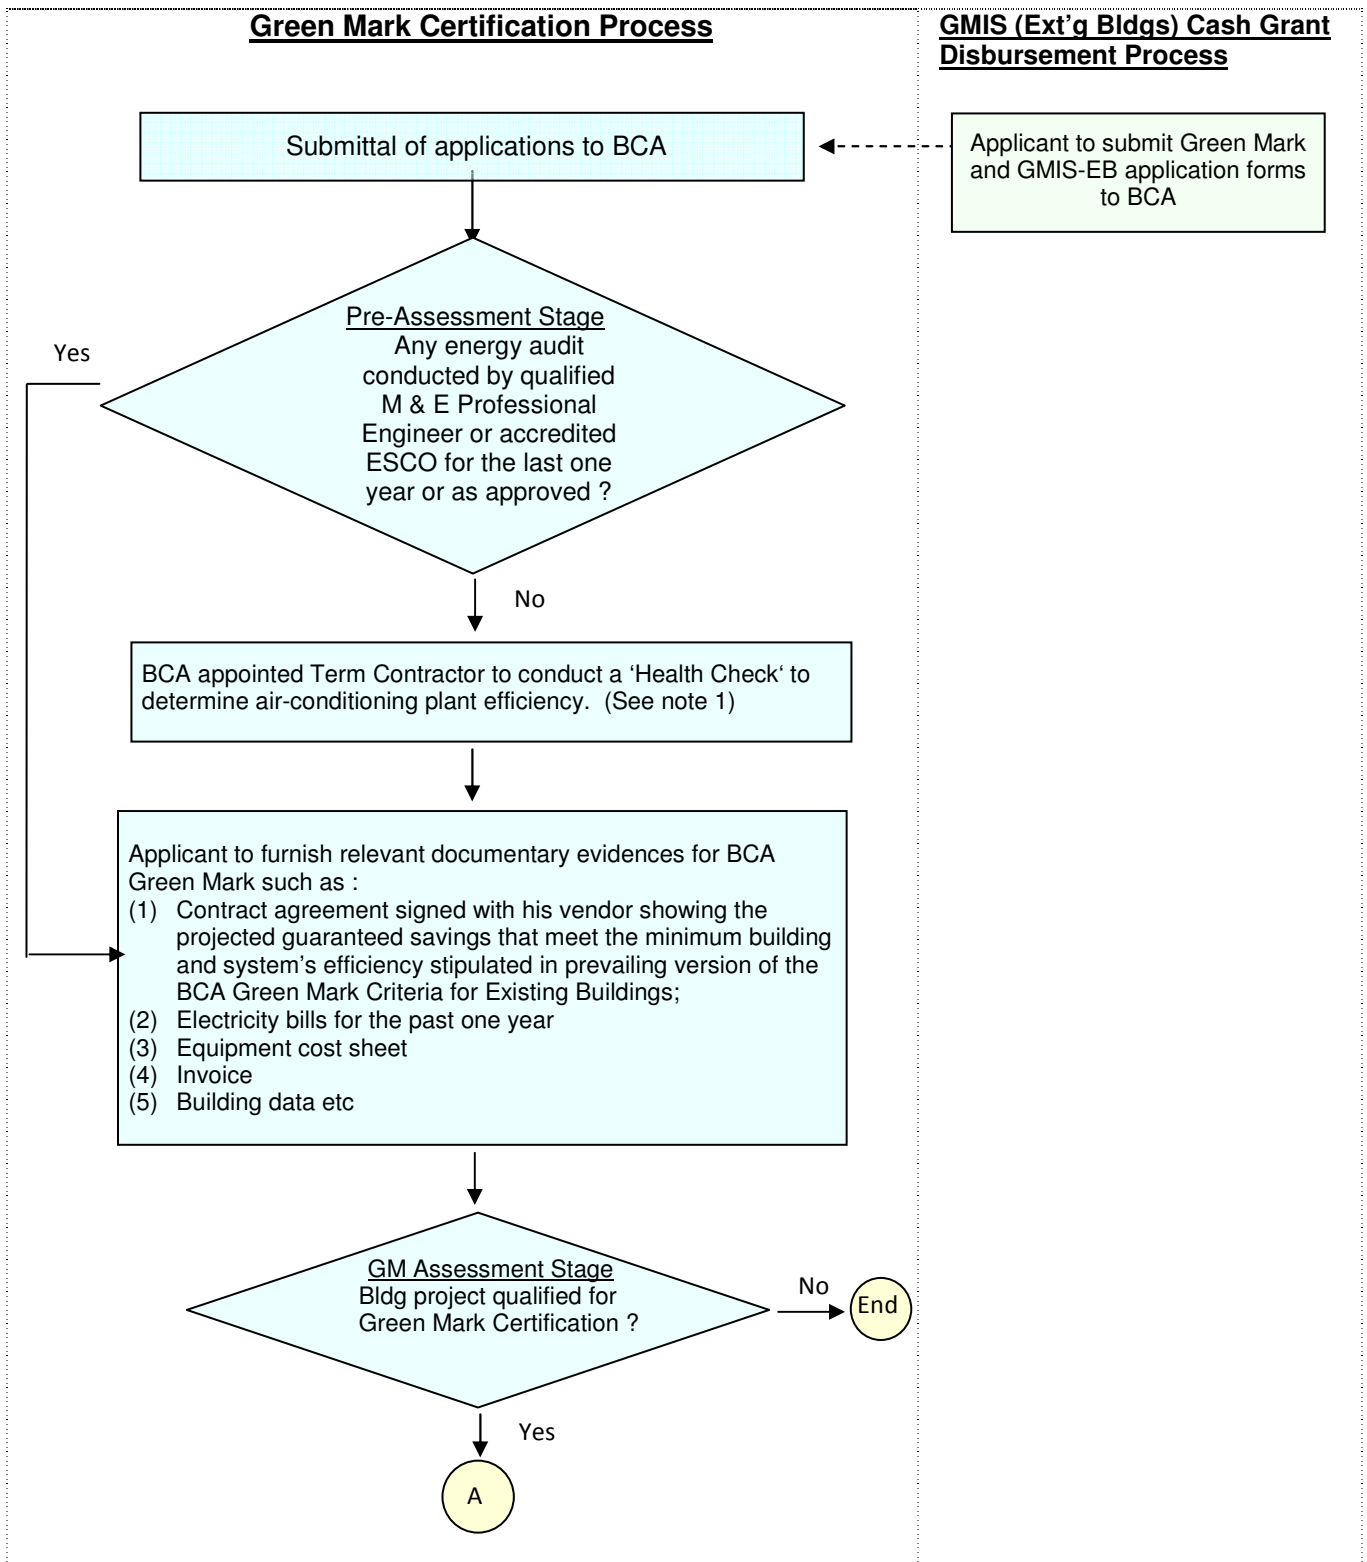 Green Mark Certification Process
GMIS (Ext'g Bldgs) Cash Grant
Disbursement Process
Submittal of applications to BCA
Applicant to submit Green Mark
and GMIS-EB application forms
to BCA
Pre-Assessment Stage
Any energy audit
conducted by qualified
M & E Professional
Engineer or accredited
ESCO for the last one
year or as approved ?
Yes
No
BCA appointed Term Contractor to conduct a ‘Health Check‘ to
determine air-conditioning plant efficiency.  (See note 1)
Applicant to furnish relevant documentary evidences for BCA
Green Mark such as :
(1) Contract agreement signed with his vendor showing the
projected guaranteed savings that meet the minimum building
and system’s efficiency stipulated in prevailing version of the
BCA Green Mark Criteria for Existing Buildings;
(2) Electricity bills for the past one year
(3) Equipment cost sheet
(4) Invoice
(5) Building data etc
GM Assessment Stage
Bldg project qualified for
Green Mark Certification ?
No
End
Yes
A